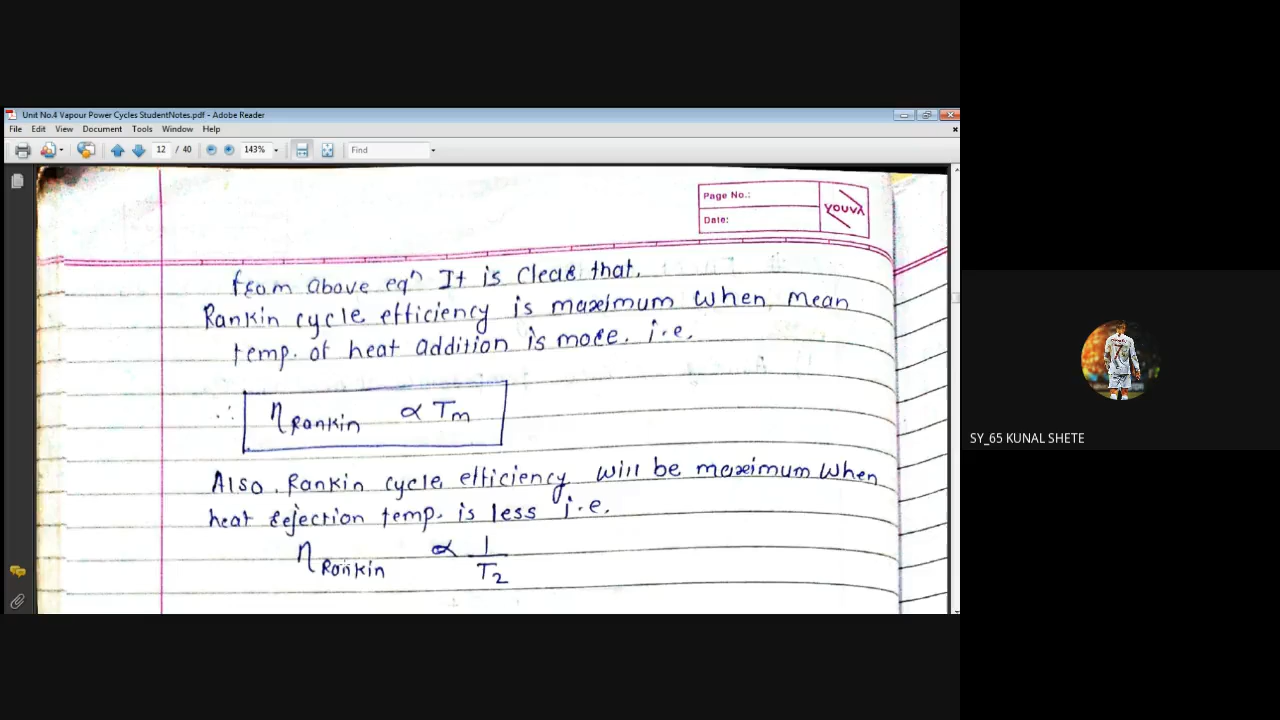 Unit No.4 Vapour Power Cycles StudentNotes.pdf - Adobe Reader
File Edit View Document Tools Window Help
12 / 40 143% Find
Page No.:
Date:
YOUVA
from above eqⁿ It is clear that,
Rankin cycle efficiency is maximum when mean
temp. of heat addition is more. i.e.
∴ η Rankin ∝ Tm
Also, Rankin cycle efficiency will be maximum when
heat rejection temp. is less i.e.
η Rankin ∝ 1/T2
SY_65 KUNAL SHETE